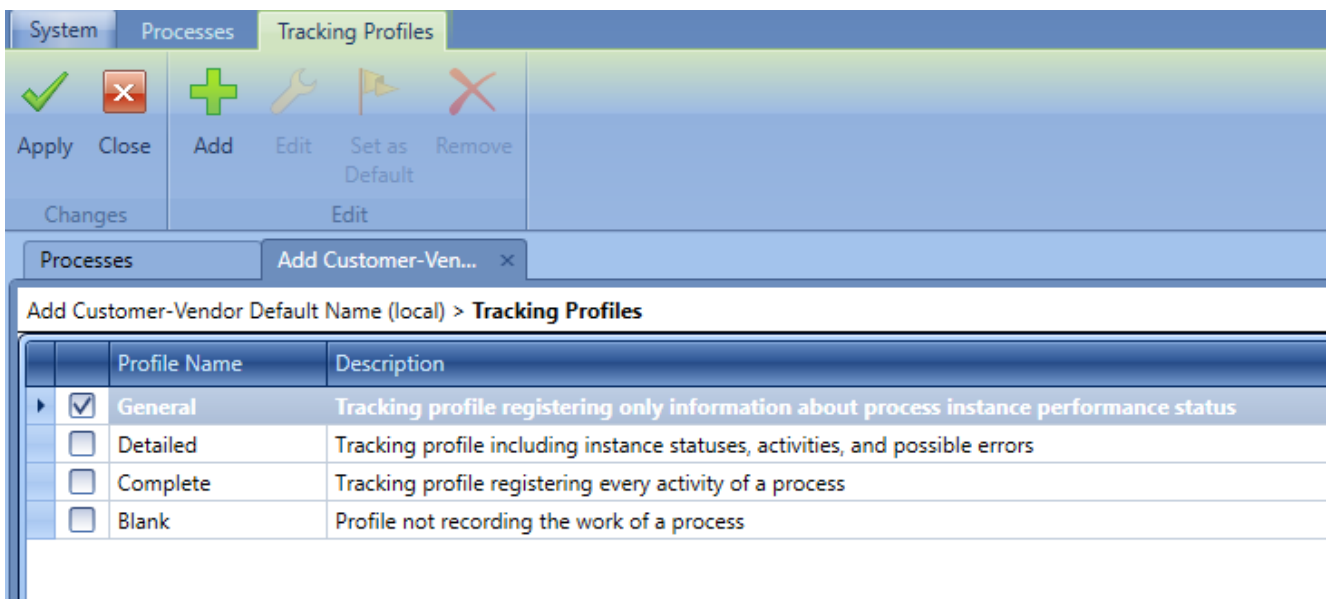 System Processes Tracking Profiles
Apply Close Add Edit Set as Default Remove
Changes Edit
Processes Add Customer-Ven...
Add Customer-Vendor Default Name (local) > Tracking Profiles
Profile Name Description
General Tracking profile registering only information about process instance performance status
Detailed Tracking profile including instance statuses, activities, and possible errors
Complete Tracking profile registering every activity of a process
Blank Profile not recording the work of a process